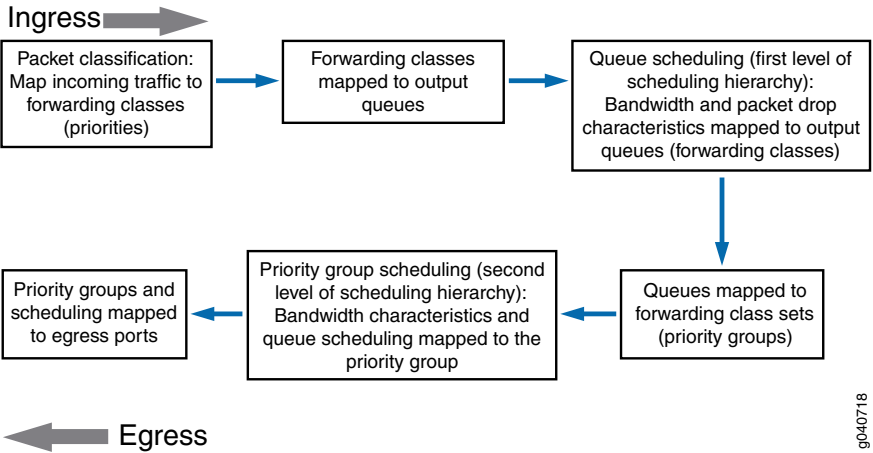 Ingress
Packet classification:
Map incoming traffic to
forwarding classes
(priorities)
Forwarding classes
mapped to output
queues
Queue scheduling (first level of
scheduling hierarchy):
Bandwidth and packet drop
characteristics mapped to output
queues (forwarding classes)
Queues mapped to
forwarding class sets
(priority groups)
Priority group scheduling (second
level of scheduling hierarchy):
Bandwidth characteristics and
queue scheduling mapped to the
priority group
Priority groups and
scheduling mapped
to egress ports
Egress
g040718